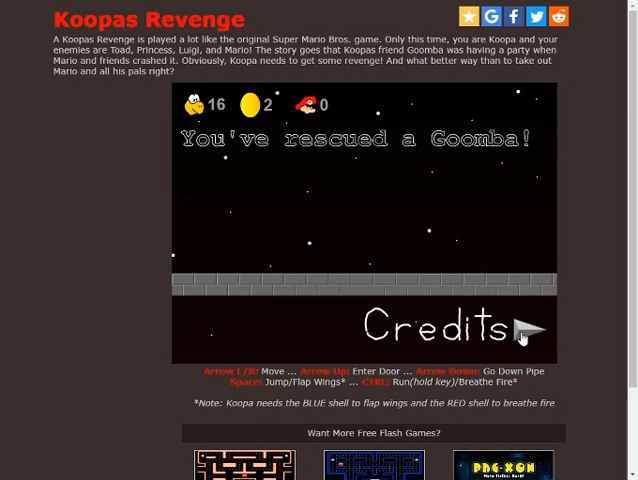 Koopas Revenge
A Koopas Revenge is played a lot like the original Super Mario Bros. game. Only this time, you are Koopa and your
enemies are Toad, Princess, Luigi, and Mario! The story goes that Koopas friend Goomba was having a party when
Mario and friends crashed it. Obviously, Koopa needs to get some revenge! And what better way than to take out
Mario and all his pals right?
16 2 0
You've rescued a Goomba!
Credits
Arrow L/R: Move ... Arrow Up: Enter Door ... Arrow Down: Go Down Pipe
Space: Jump/Flap Wings* ... CTRL: Run(hold key)/Breathe Fire*
*Note: Koopa needs the BLUE shell to flap wings and the RED shell to breathe fire
Want More Free Flash Games?
PAC-XON